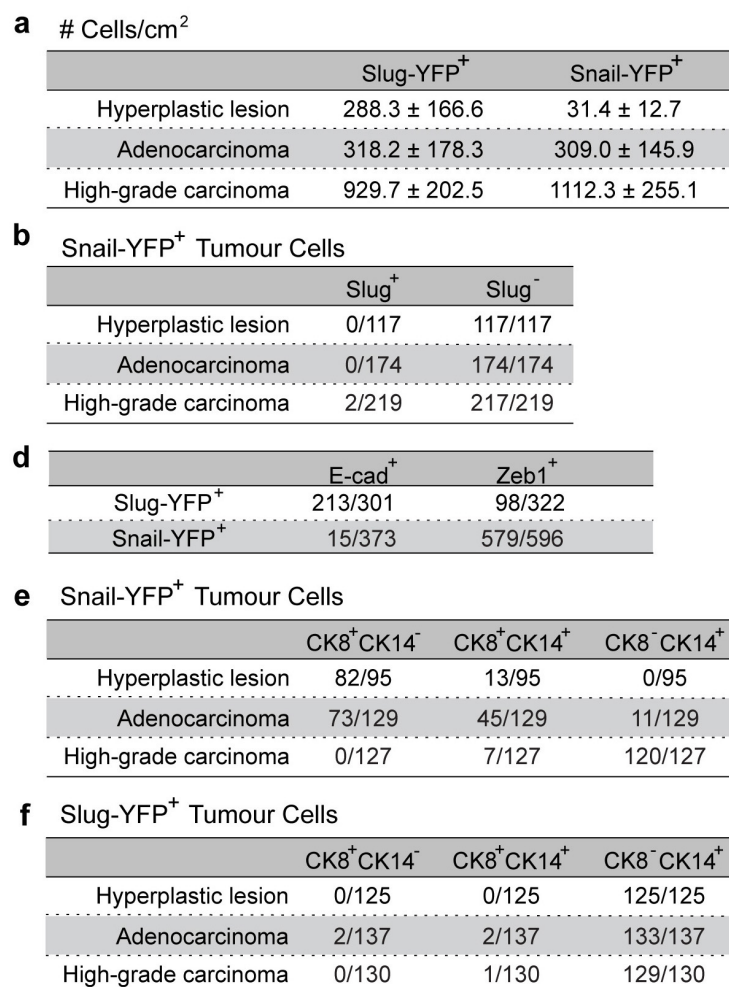 a # Cells/cm²
Slug-YFP⁺ Snail-YFP⁺
Hyperplastic lesion 288.3 ± 166.6 31.4 ± 12.7
Adenocarcinoma 318.2 ± 178.3 309.0 ± 145.9
High-grade carcinoma 929.7 ± 202.5 1112.3 ± 255.1
b Snail-YFP⁺ Tumour Cells
Slug⁺ Slug⁻
Hyperplastic lesion 0/117 117/117
Adenocarcinoma 0/174 174/174
High-grade carcinoma 2/219 217/219
d E-cad⁺ Zeb1⁺
Slug-YFP⁺ 213/301 98/322
Snail-YFP⁺ 15/373 579/596
e Snail-YFP⁺ Tumour Cells
CK8⁺CK14⁻ CK8⁺CK14⁺ CK8⁻CK14⁺
Hyperplastic lesion 82/95 13/95 0/95
Adenocarcinoma 73/129 45/129 11/129
High-grade carcinoma 0/127 7/127 120/127
f Slug-YFP⁺ Tumour Cells
CK8⁺CK14⁻ CK8⁺CK14⁺ CK8⁻CK14⁺
Hyperplastic lesion 0/125 0/125 125/125
Adenocarcinoma 2/137 2/137 133/137
High-grade carcinoma 0/130 1/130 129/130